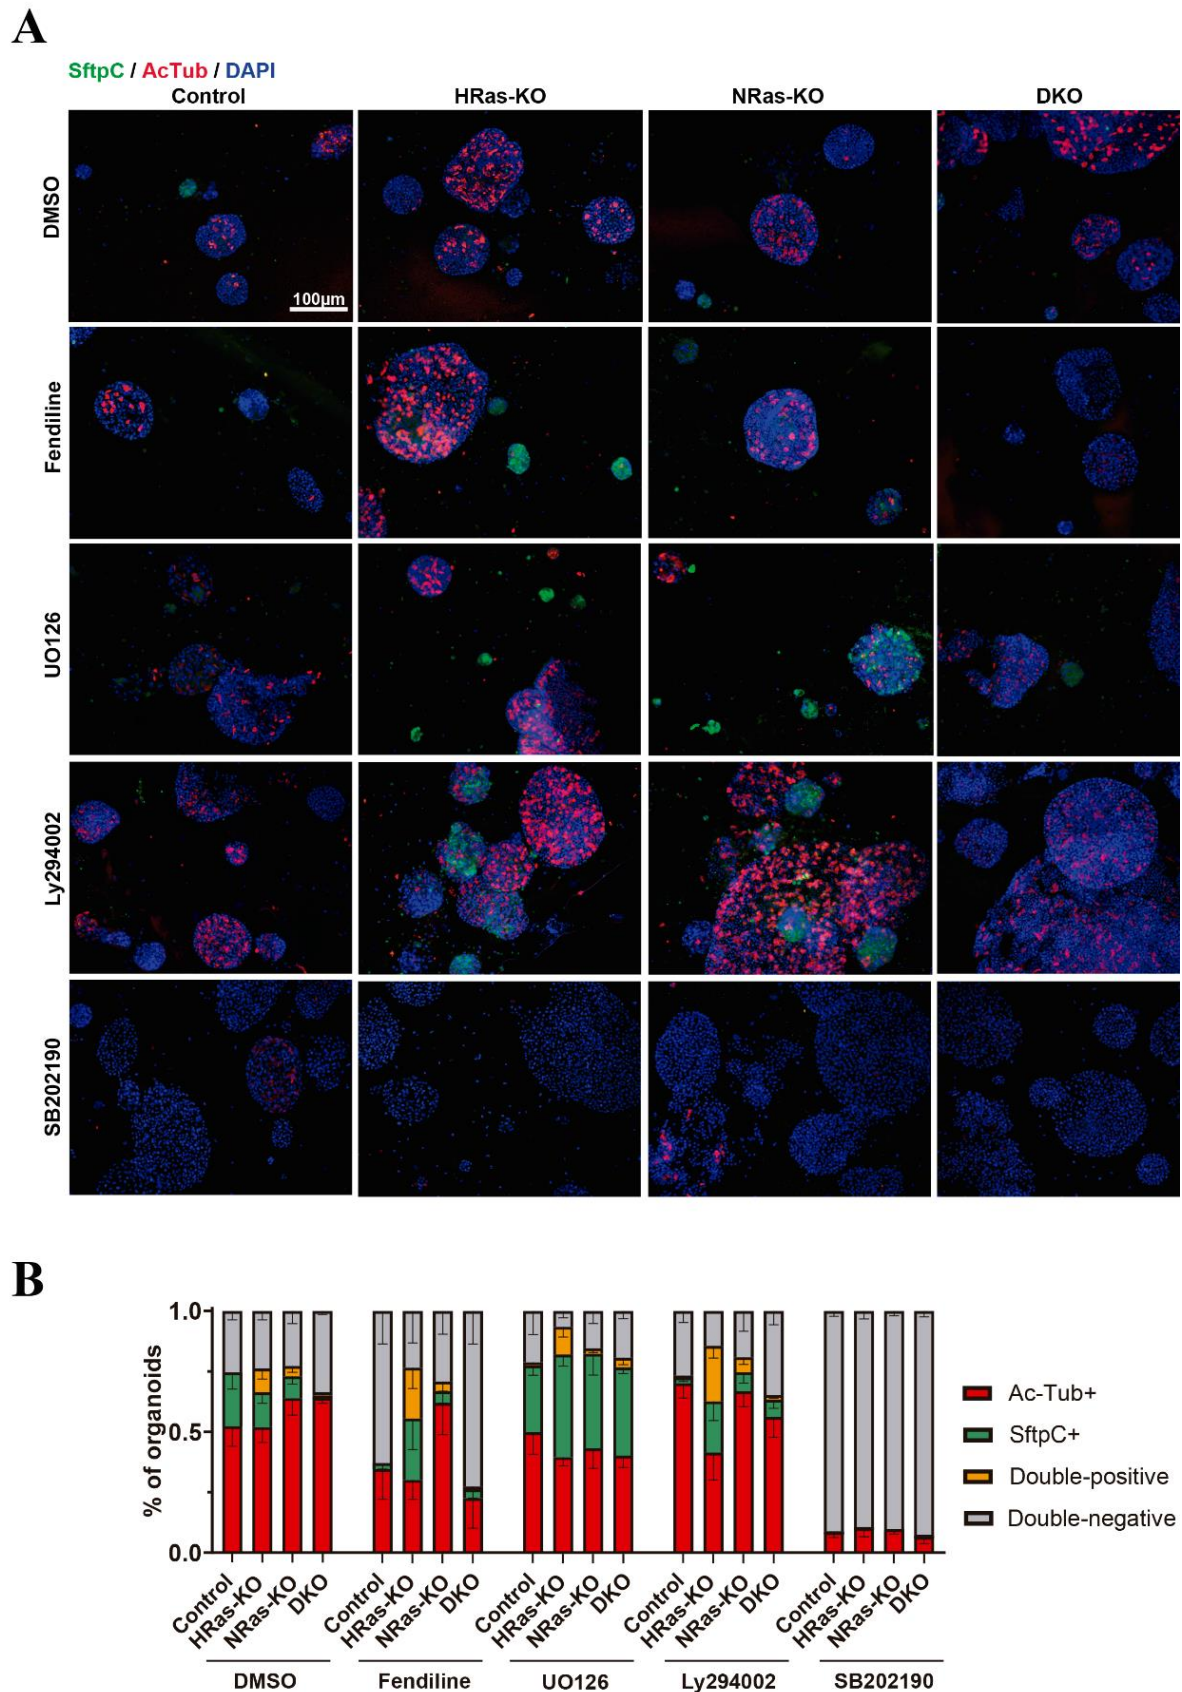 A
SftpC / AcTub / DAPI
Control HRas-KO NRas-KO DKO
DMSO
100µm
Fendiline
UO126
Ly294002
SB202190
B
% of organoids
1.0
0.5
0.0
Control HRas-KO NRas-KO DKO Control HRas-KO NRas-KO DKO Control HRas-KO NRas-KO DKO Control HRas-KO NRas-KO DKO Control HRas-KO NRas-KO DKO
DMSO Fendiline UO126 Ly294002 SB202190
Ac-Tub+
SftpC+
Double-positive
Double-negative